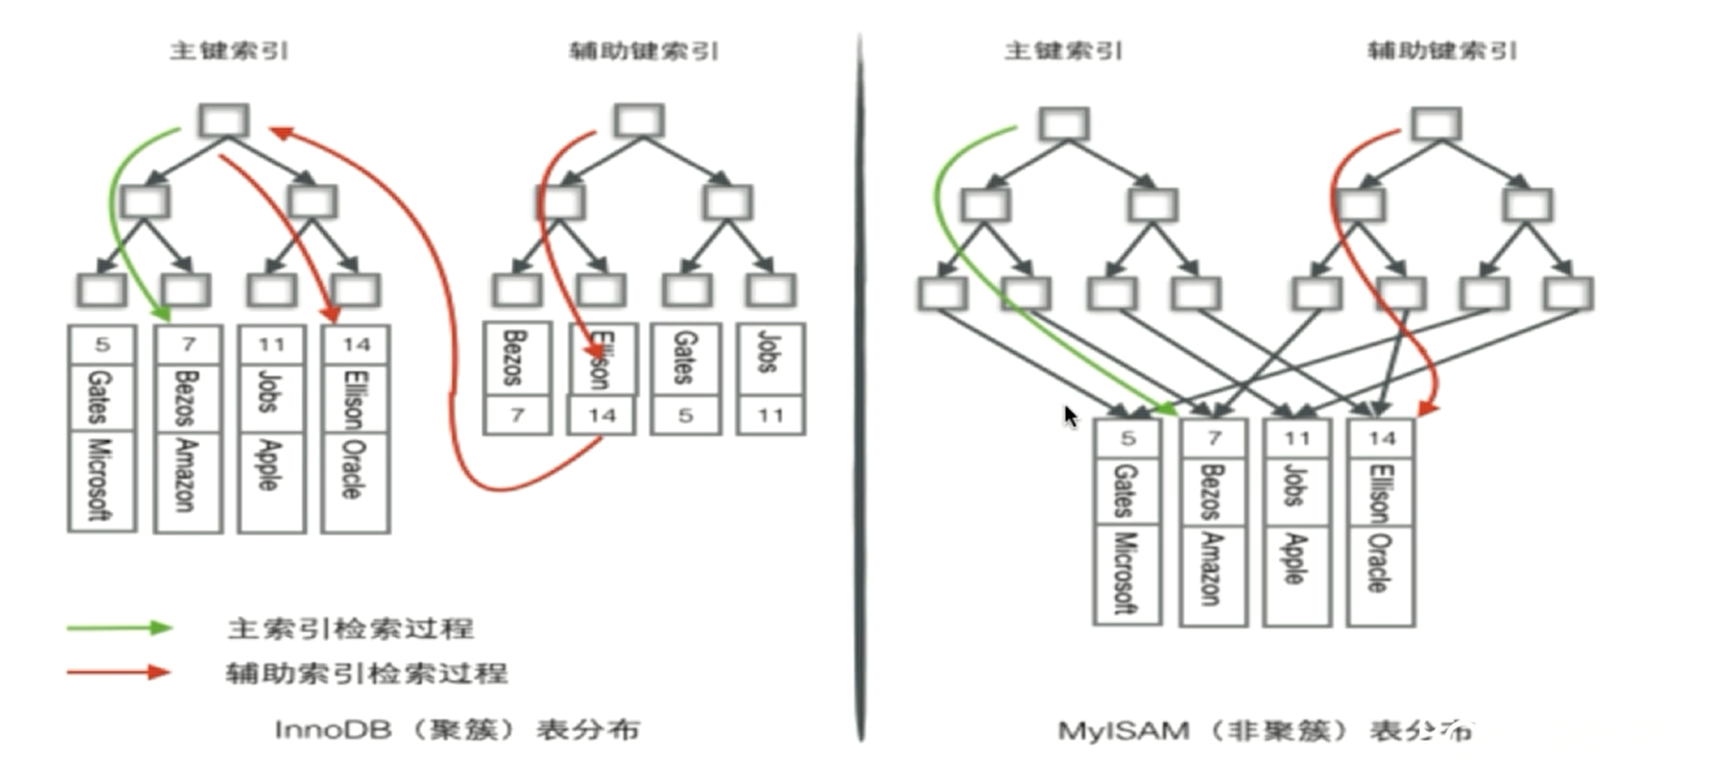 主键索引
辅助键索引
5
7
11
14
Gates
Bezos
Jobs
Ellison
Microsoft
Amazon
Apple
Oracle
Bezos
Ellison
Gates
Jobs
7
14
5
11
主索引检索过程
辅助索引检索过程
InnoDB（聚簇）表分布
主键索引
辅助键索引
5
7
11
14
Gates
Bezos
Jobs
Ellison
Microsoft
Amazon
Apple
Oracle
MyISAM（非聚簇）表分布